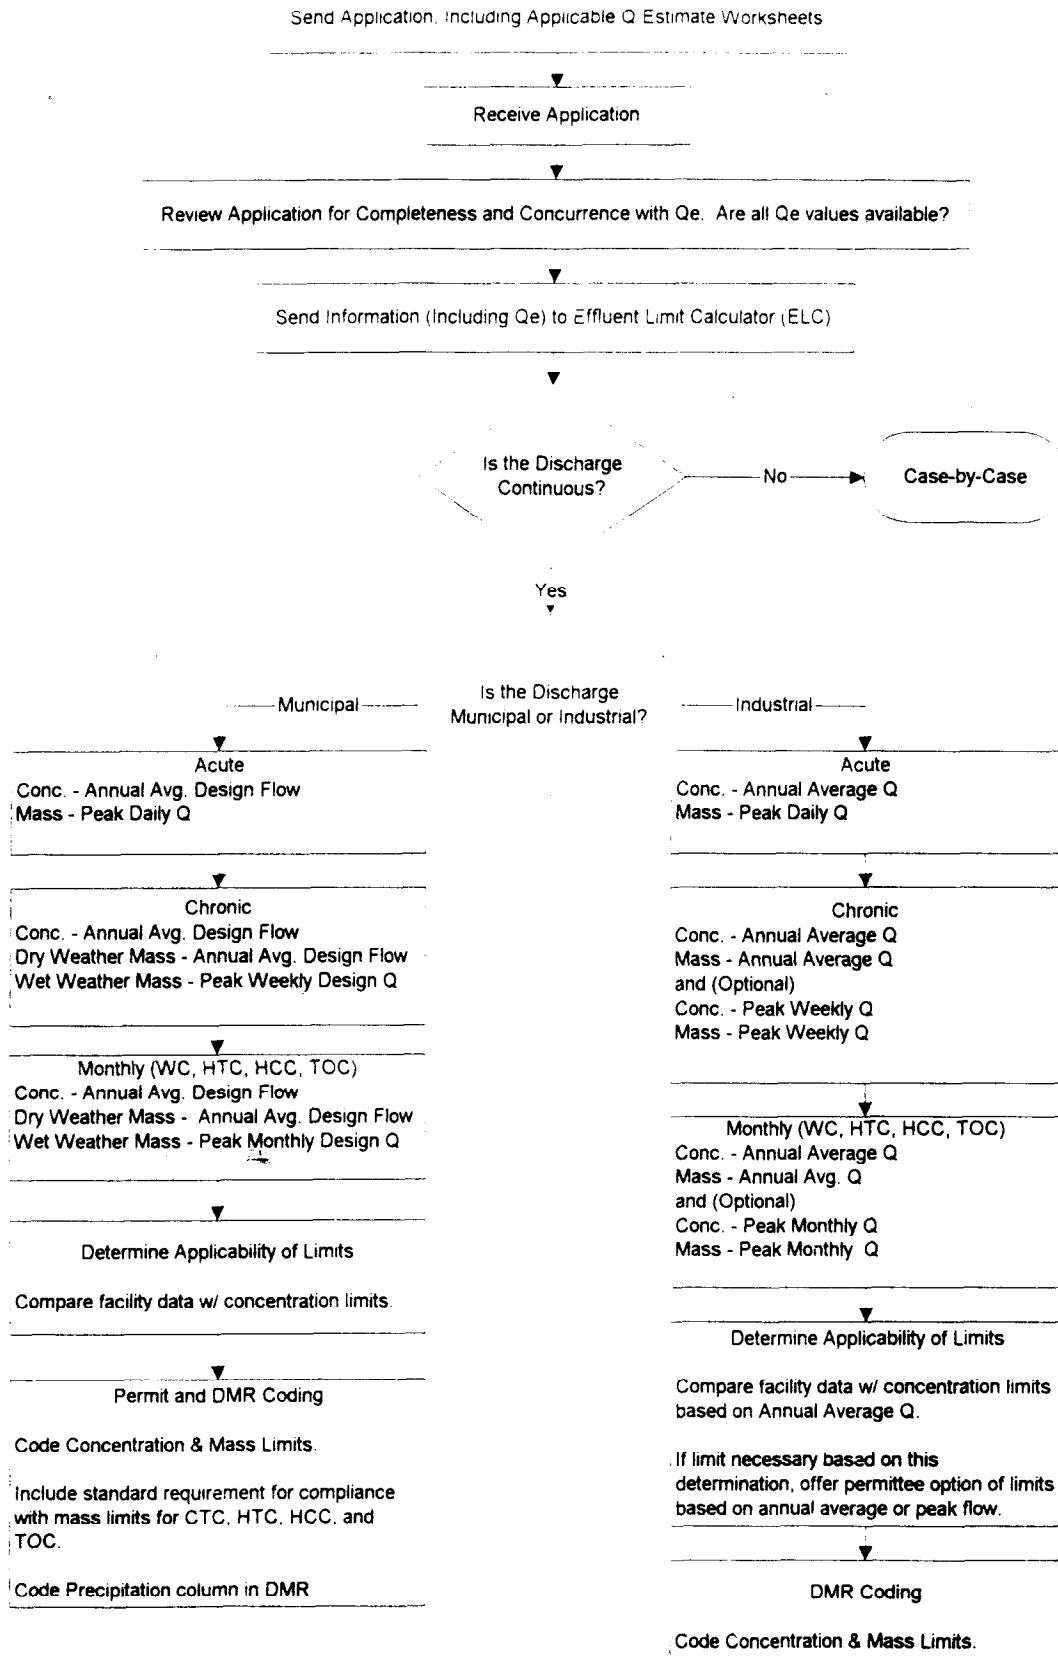 Send Application, Including Applicable Q Estimate Worksheets
Receive Application
Review Application for Completeness and Concurrence with Qe. Are all Qe values available?
Send Information (Including Qe) to Effluent Limit Calculator (ELC)
Is the Discharge
Continuous?
No
Case-by-Case
Yes
Is the Discharge
Municipal or Industrial?
Municipal
Industrial
Acute
Conc. - Annual Avg. Design Flow
Mass - Peak Daily Q
Chronic
Conc. - Annual Avg. Design Flow
Dry Weather Mass - Annual Avg. Design Flow
Wet Weather Mass - Peak Weekly Design Q
Monthly (WC, HTC, HCC, TOC)
Conc. - Annual Avg. Design Flow
Dry Weather Mass - Annual Avg. Design Flow
Wet Weather Mass - Peak Monthly Design Q
Determine Applicability of Limits
Compare facility data w/ concentration limits.
Permit and DMR Coding
Code Concentration & Mass Limits.
Include standard requirement for compliance
with mass limits for CTC, HTC, HCC, and
TOC.
Code Precipitation column in DMR
Acute
Conc. - Annual Average Q
Mass - Peak Daily Q
Chronic
Conc. - Annual Average Q
Mass - Annual Average Q
and (Optional)
Conc. - Peak Weekly Q
Mass - Peak Weekly Q
Monthly (WC, HTC, HCC, TOC)
Conc. - Annual Average Q
Mass - Annual Avg. Q
and (Optional)
Conc. - Peak Monthly Q
Mass - Peak Monthly Q
Determine Applicability of Limits
Compare facility data w/ concentration limits
based on Annual Average Q.
If limit necessary based on this
determination, offer permittee option of limits
based on annual average or peak flow.
DMR Coding
Code Concentration & Mass Limits.